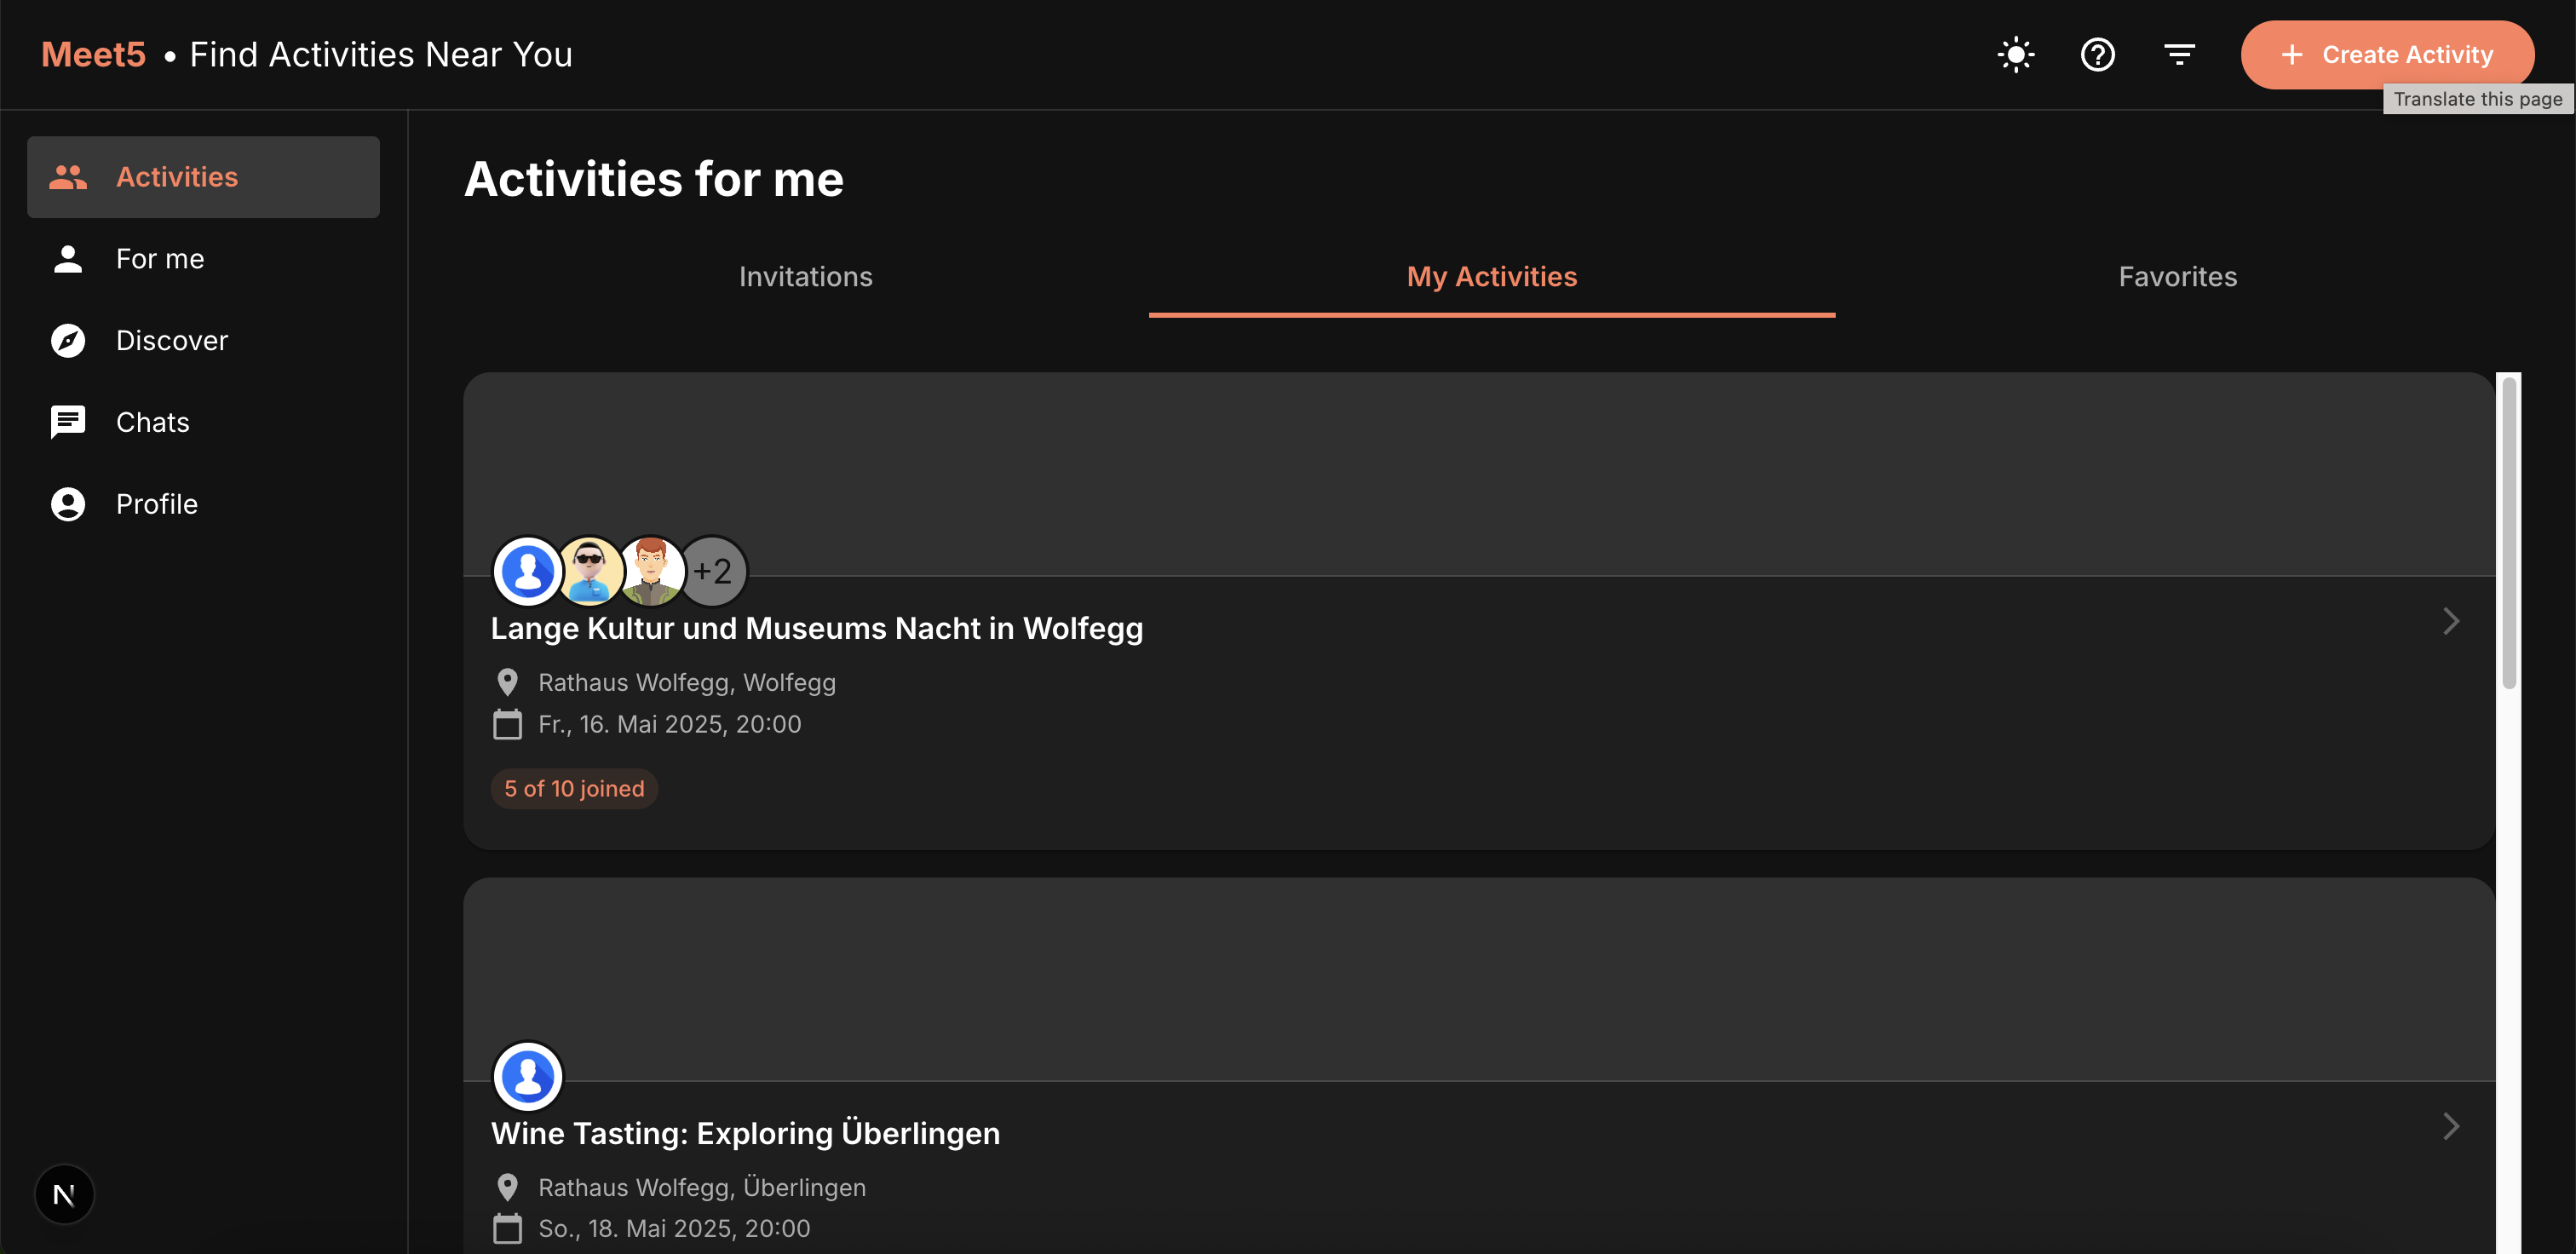 Meet5 • Find Activities Near You
+ Create Activity
Translate this page
Activities
For me
Discover
Chats
Profile
Activities for me
Invitations
My Activities
Favorites
+2
Lange Kultur und Museums Nacht in Wolfegg
Rathaus Wolfegg, Wolfegg
Fr., 16. Mai 2025, 20:00
5 of 10 joined
Wine Tasting: Exploring Überlingen
Rathaus Wolfegg, Überlingen
So., 18. Mai 2025, 20:00
N